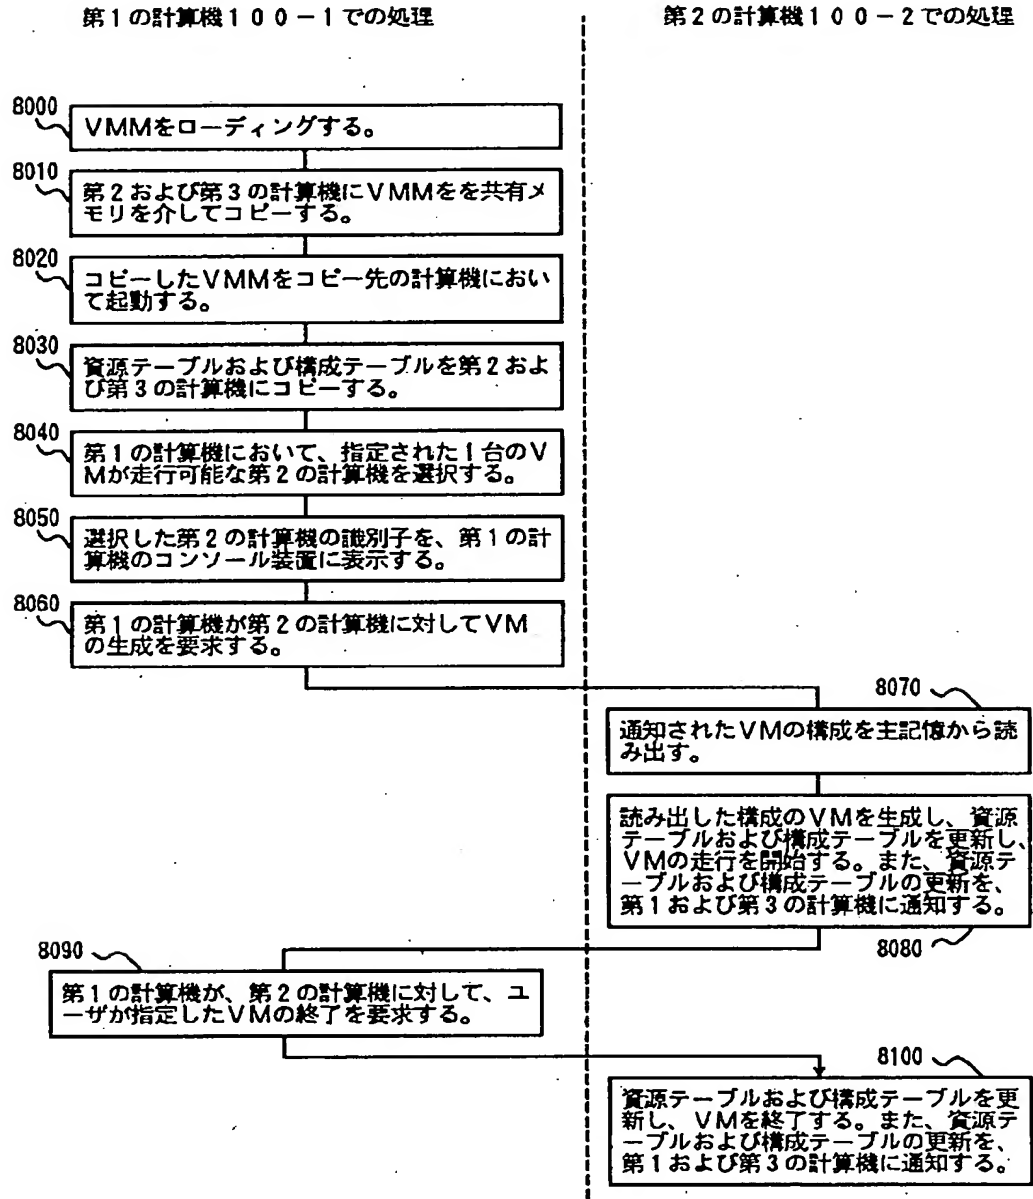 第1の計算機100-1での処理
第2の計算機100-2での処理
8000
VMMをローディングする。
8010
第2および第3の計算機にVMMをを共有メ
モリを介してコピーする。
8020
コピーしたVMMをコピー先の計算機におい
て起動する。
8030
資源テーブルおよび構成テーブルを第2およ
び第3の計算機にコピーする。
8040
第1の計算機において、指定された1台のV
Mが走行可能な第2の計算機を選択する。
8050
選択した第2の計算機の識別子を、第1の計
算機のコンソール装置に表示する。
8060
第1の計算機が第2の計算機に対してVM
の生成を要求する。
8070
通知されたVMの構成を主記憶から読
み出す。
読み出した構成のVMを生成し、資源
テーブルおよび構成テーブルを更新し、
VMの走行を開始する。また、資源テ
ーブルおよび構成テーブルの更新を、
第1および第3の計算機に通知する。
8080
8090
第1の計算機が、第2の計算機に対して、ユ
ーザが指定したVMの終了を要求する。
8100
資源テーブルおよび構成テーブルを更
新し、VMを終了する。また、資源テ
ーブルおよび構成テーブルの更新を、
第1および第3の計算機に通知する。